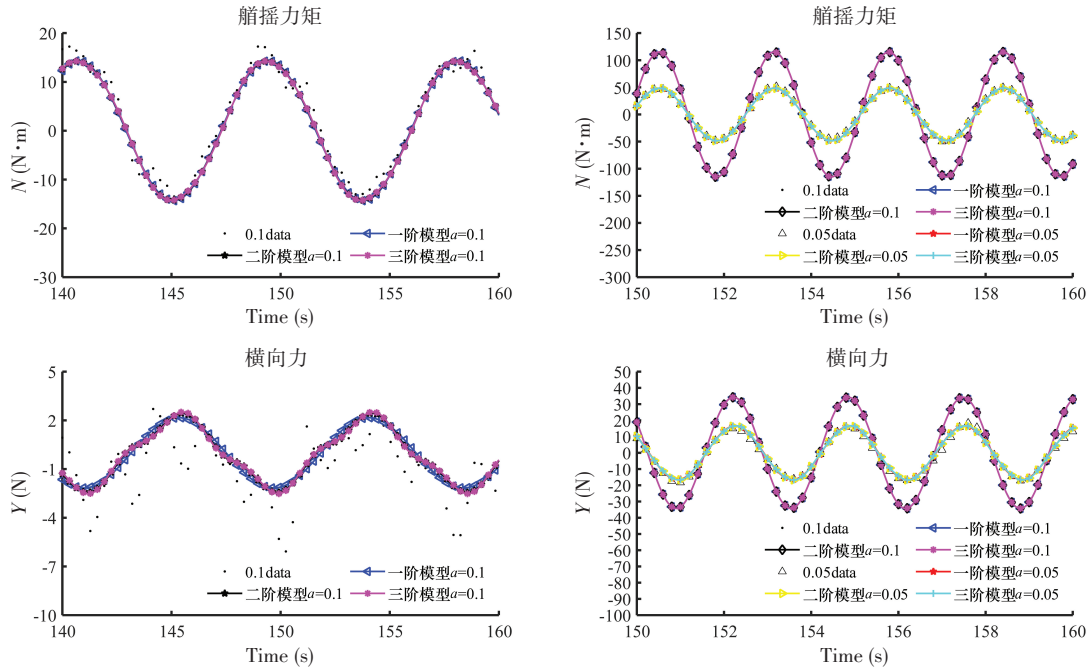 艏摇力矩
20
10
0
-10
20
-30
N (N•m)
0.1data
一阶模型a=0.1
二阶模型a=0.1
三阶模型a=0.1
140 145 150 155 160
Time (s)
艏摇力矩
150
100
50
0
-50
-100
-150
-200
-250
-300
N (N•m)
0.1data
一阶模型a=0.1
二阶模型a=0.1
三阶模型a=0.1
0.05data
一阶模型a=0.05
二阶模型a=0.05
三阶模型a=0.05
150 152 154 156 158 160
Time (s)
横向力
5
2
-1
-4
-7
-10
Y (N)
0.1data
一阶模型a=0.1
二阶模型a=0.1
三阶模型a=0.1
140 145 150 155 160
Time (s)
横向力
50
40
30
20
10
0
-10
-20
-30
-40
-50
-60
-70
-80
-90
-100
Y (N)
0.1data
一阶模型a=0.1
二阶模型a=0.1
三阶模型a=0.1
0.05data
一阶模型a=0.05
二阶模型a=0.05
三阶模型a=0.05
150 152 154 156 158 160
Time (s)